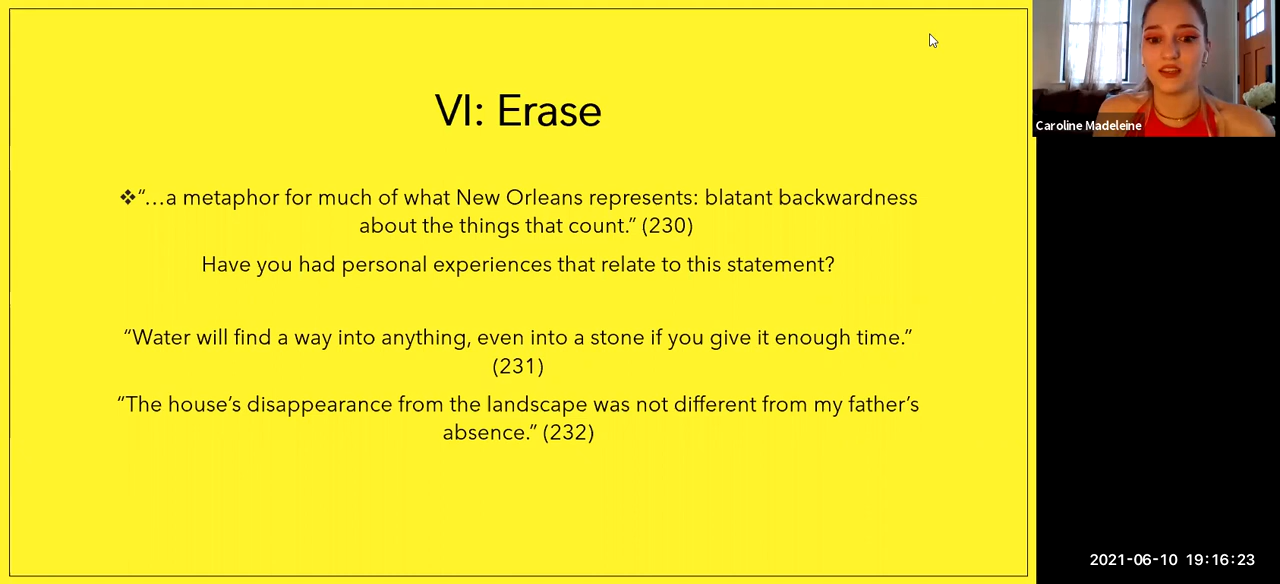 VI: Erase
❖“…a metaphor for much of what New Orleans represents: blatant backwardness
about the things that count.” (230)
Have you had personal experiences that relate to this statement?
“Water will find a way into anything, even into a stone if you give it enough time.”
(231)
“The house’s disappearance from the landscape was not different from my father’s
absence.” (232)
Caroline Madeleine
2021-06-10 19:16:23